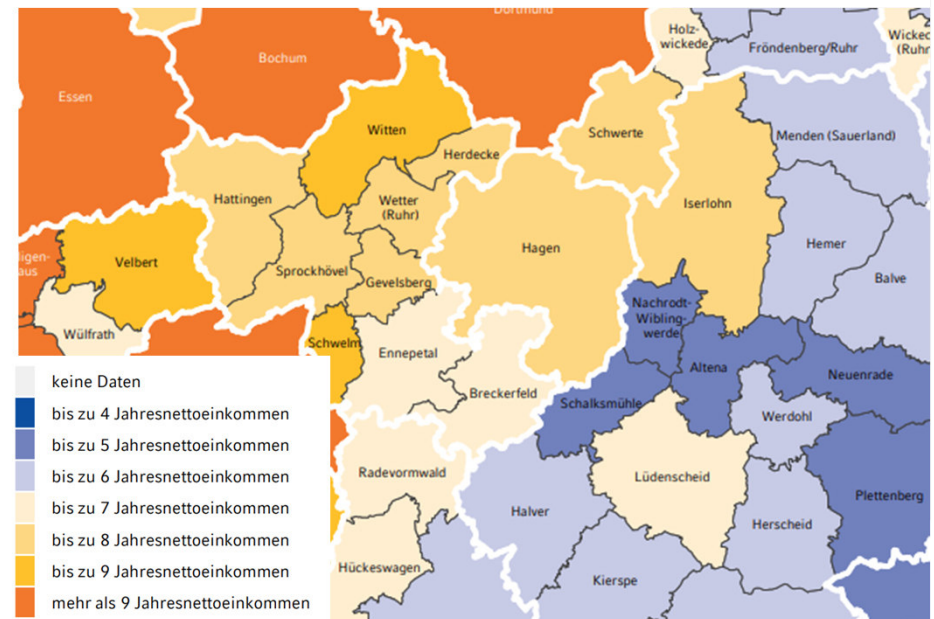 Dortmund
Holz-
wickede
Fröndenberg/Ruhr
Bochum
Essen
Witten
Schwerte
Menden (Sauerland)
Herdecke
Hattingen
Wetter
(Ruhr)
Iserlohn
Hemer
Hagen
Velbert
Sprockhövel
Gevelsberg
Balve
Nachrodt-
Wibling-
werde
Wülfrath
Schwelm
Ennepetal
Altena
Neuenrade
Breckerfeld
Schalksmühle
Werdohl
Radevormwald
Lüdenscheid
Plettenberg
Halver
Herscheid
Hückeswagen
Kierspe
keine Daten
bis zu 4 Jahresnettoeinkommen
bis zu 5 Jahresnettoeinkommen
bis zu 6 Jahresnettoeinkommen
bis zu 7 Jahresnettoeinkommen
bis zu 8 Jahresnettoeinkommen
bis zu 9 Jahresnettoeinkommen
mehr als 9 Jahresnettoeinkommen